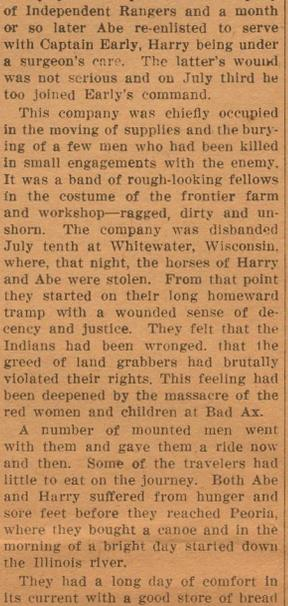 of Independent Rangers and a month
or so later Abe re-enlisted to serve
with Captain Early, Harry being under
a surgeon's care. The latter's wound
was not serious and on July third he
too joined Early's command.
This company was chiefly occupied
in the moving of supplies and the bury-
ing of a few men who had been killed
in small engagements with the enemy.
It was a band of rough-looking fellows
in the costume of the frontier farm
and workshop—ragged, dirty and un-
shorn. The company was disbanded
July tenth at Whitewater, Wisconsin,
where, that night, the horses of Harry
and Abe were stolen. From that point
they started on their long homeward
tramp with a wounded sense of de-
cency and justice. They felt that the
Indians had been wronged. that the
greed of land grabbers had brutally
violated their rights. This feeling had
been deepened by the massacre of the
red women and children at Bad Ax.
A number of mounted men went
with them and gave them a ride now
and then. Some of the travelers had
little to eat on the journey. Both Abe
and Harry suffered from hunger and
sore feet before they reached Peoria,
where they bought a canoe and in the
morning of a bright day started down
the Illinois river.
They had a long day of comfort in
its current with a good store of bread